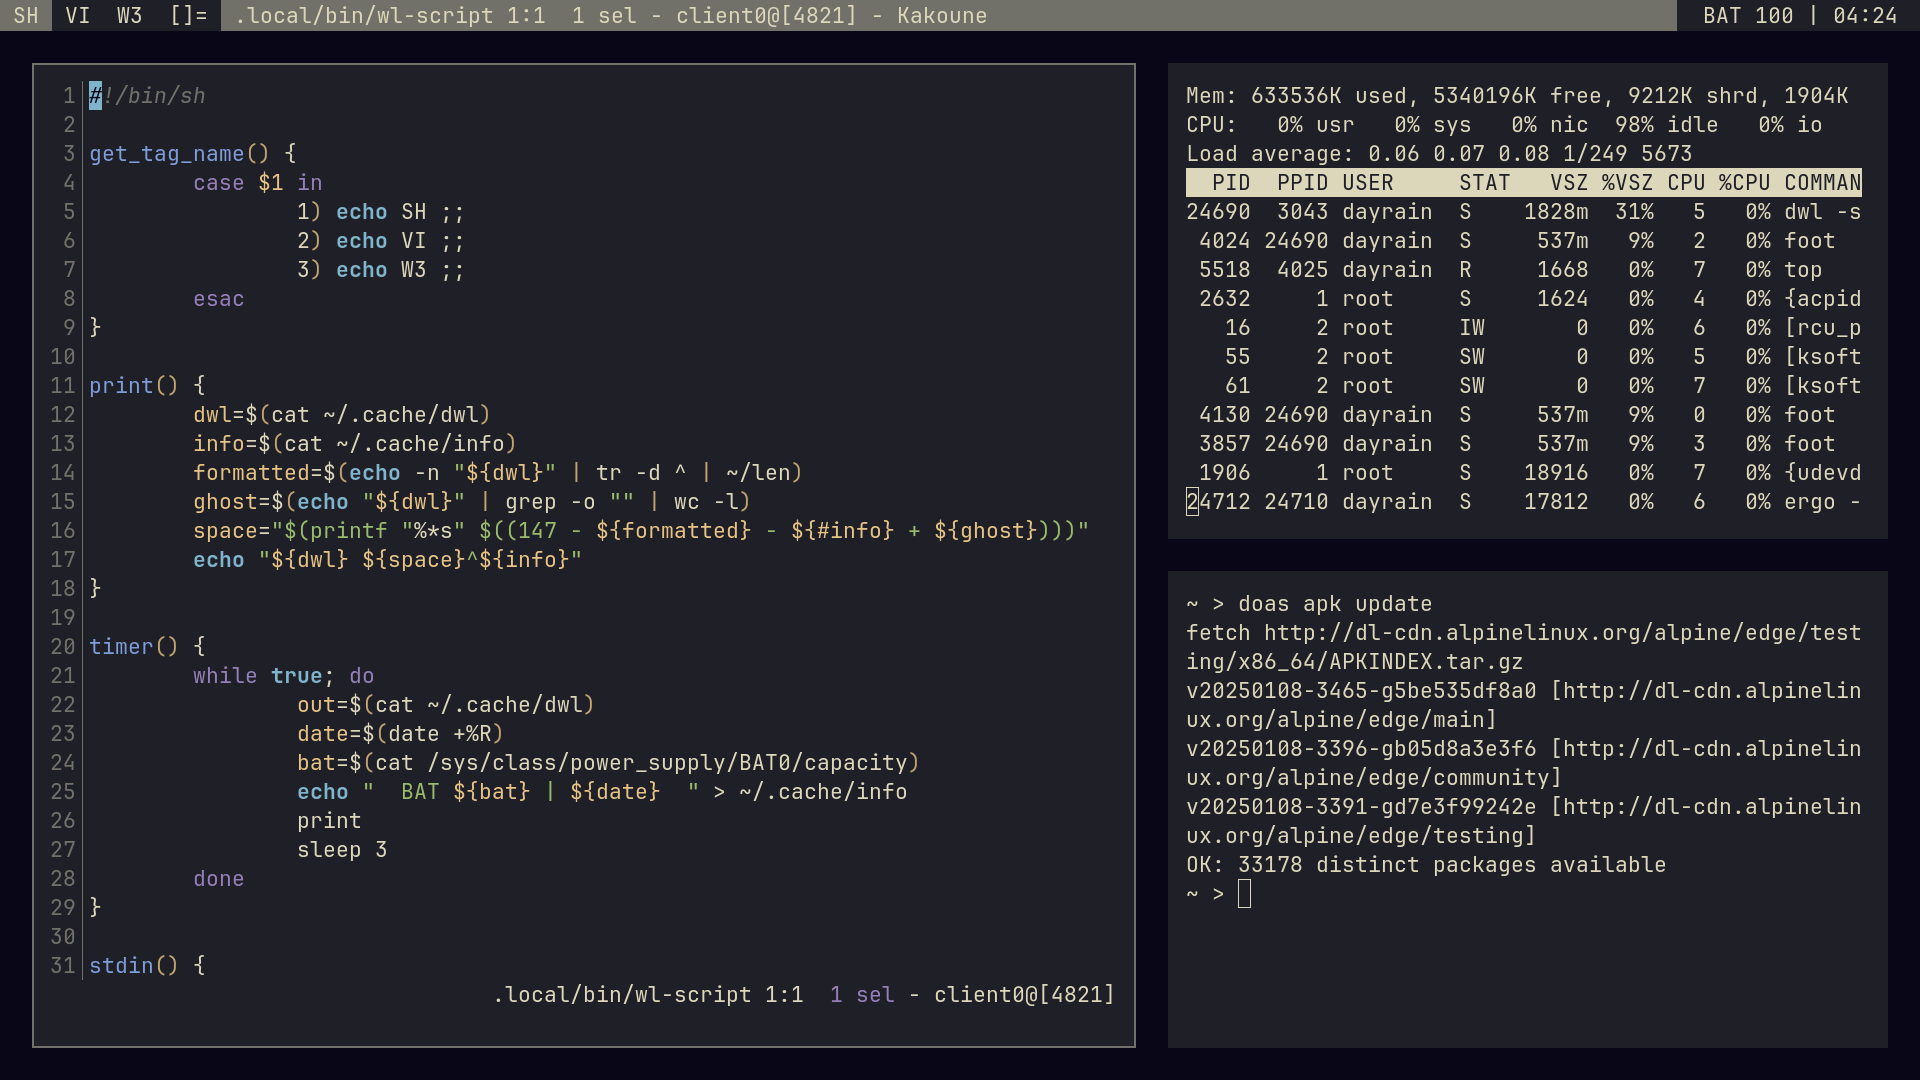 SH VI W3 []= .local/bin/wl-script 1:1  1 sel - client0@[4821] - Kakoune BAT 100 | 04:24
1 #!/bin/sh
2
3 get_tag_name() {
4         case $1 in
5                 1) echo SH ;;
6                 2) echo VI ;;
7                 3) echo W3 ;;
8         esac
9 }
10
11 print() {
12         dwl=$(cat ~/.cache/dwl)
13         info=$(cat ~/.cache/info)
14         formatted=$(echo -n "${dwl}" | tr -d ^ | ~/len)
15         ghost=$(echo "${dwl}" | grep -o "" | wc -l)
16         space="$(printf "%*s" $((147 - ${formatted} - ${#info} + ${ghost})))"
17         echo "${dwl} ${space}^${info}"
18 }
19
20 timer() {
21         while true; do
22                 out=$(cat ~/.cache/dwl)
23                 date=$(date +%R)
24                 bat=$(cat /sys/class/power_supply/BAT0/capacity)
25                 echo "  BAT ${bat} | ${date}  " > ~/.cache/info
26                 print
27                 sleep 3
28         done
29 }
30
31 stdin() {
.local/bin/wl-script 1:1  1 sel - client0@[4821]
Mem: 633536K used, 5340196K free, 9212K shrd, 1904K
CPU:   0% usr   0% sys   0% nic  98% idle   0% io
Load average: 0.06 0.07 0.08 1/249 5673
  PID  PPID USER     STAT   VSZ %VSZ CPU %CPU COMMAN
24690  3043 dayrain  S    1828m  31%   5   0% dwl -s
 4024 24690 dayrain  S     537m   9%   2   0% foot
 5518  4025 dayrain  R     1668   0%   7   0% top
 2632     1 root     S     1624   0%   4   0% {acpid
   16     2 root     IW       0   0%   6   0% [rcu_p
   55     2 root     SW       0   0%   5   0% [ksoft
   61     2 root     SW       0   0%   7   0% [ksoft
 4130 24690 dayrain  S     537m   9%   0   0% foot
 3857 24690 dayrain  S     537m   9%   3   0% foot
 1906     1 root     S    18916   0%   7   0% {udevd
24712 24710 dayrain  S    17812   0%   6   0% ergo -
~ > doas apk update
fetch http://dl-cdn.alpinelinux.org/alpine/edge/test
ing/x86_64/APKINDEX.tar.gz
v20250108-3465-g5be535df8a0 [http://dl-cdn.alpinelin
ux.org/alpine/edge/main]
v20250108-3396-gb05d8a3e3f6 [http://dl-cdn.alpinelin
ux.org/alpine/edge/community]
v20250108-3391-gd7e3f99242e [http://dl-cdn.alpinelin
ux.org/alpine/edge/testing]
OK: 33178 distinct packages available
~ >